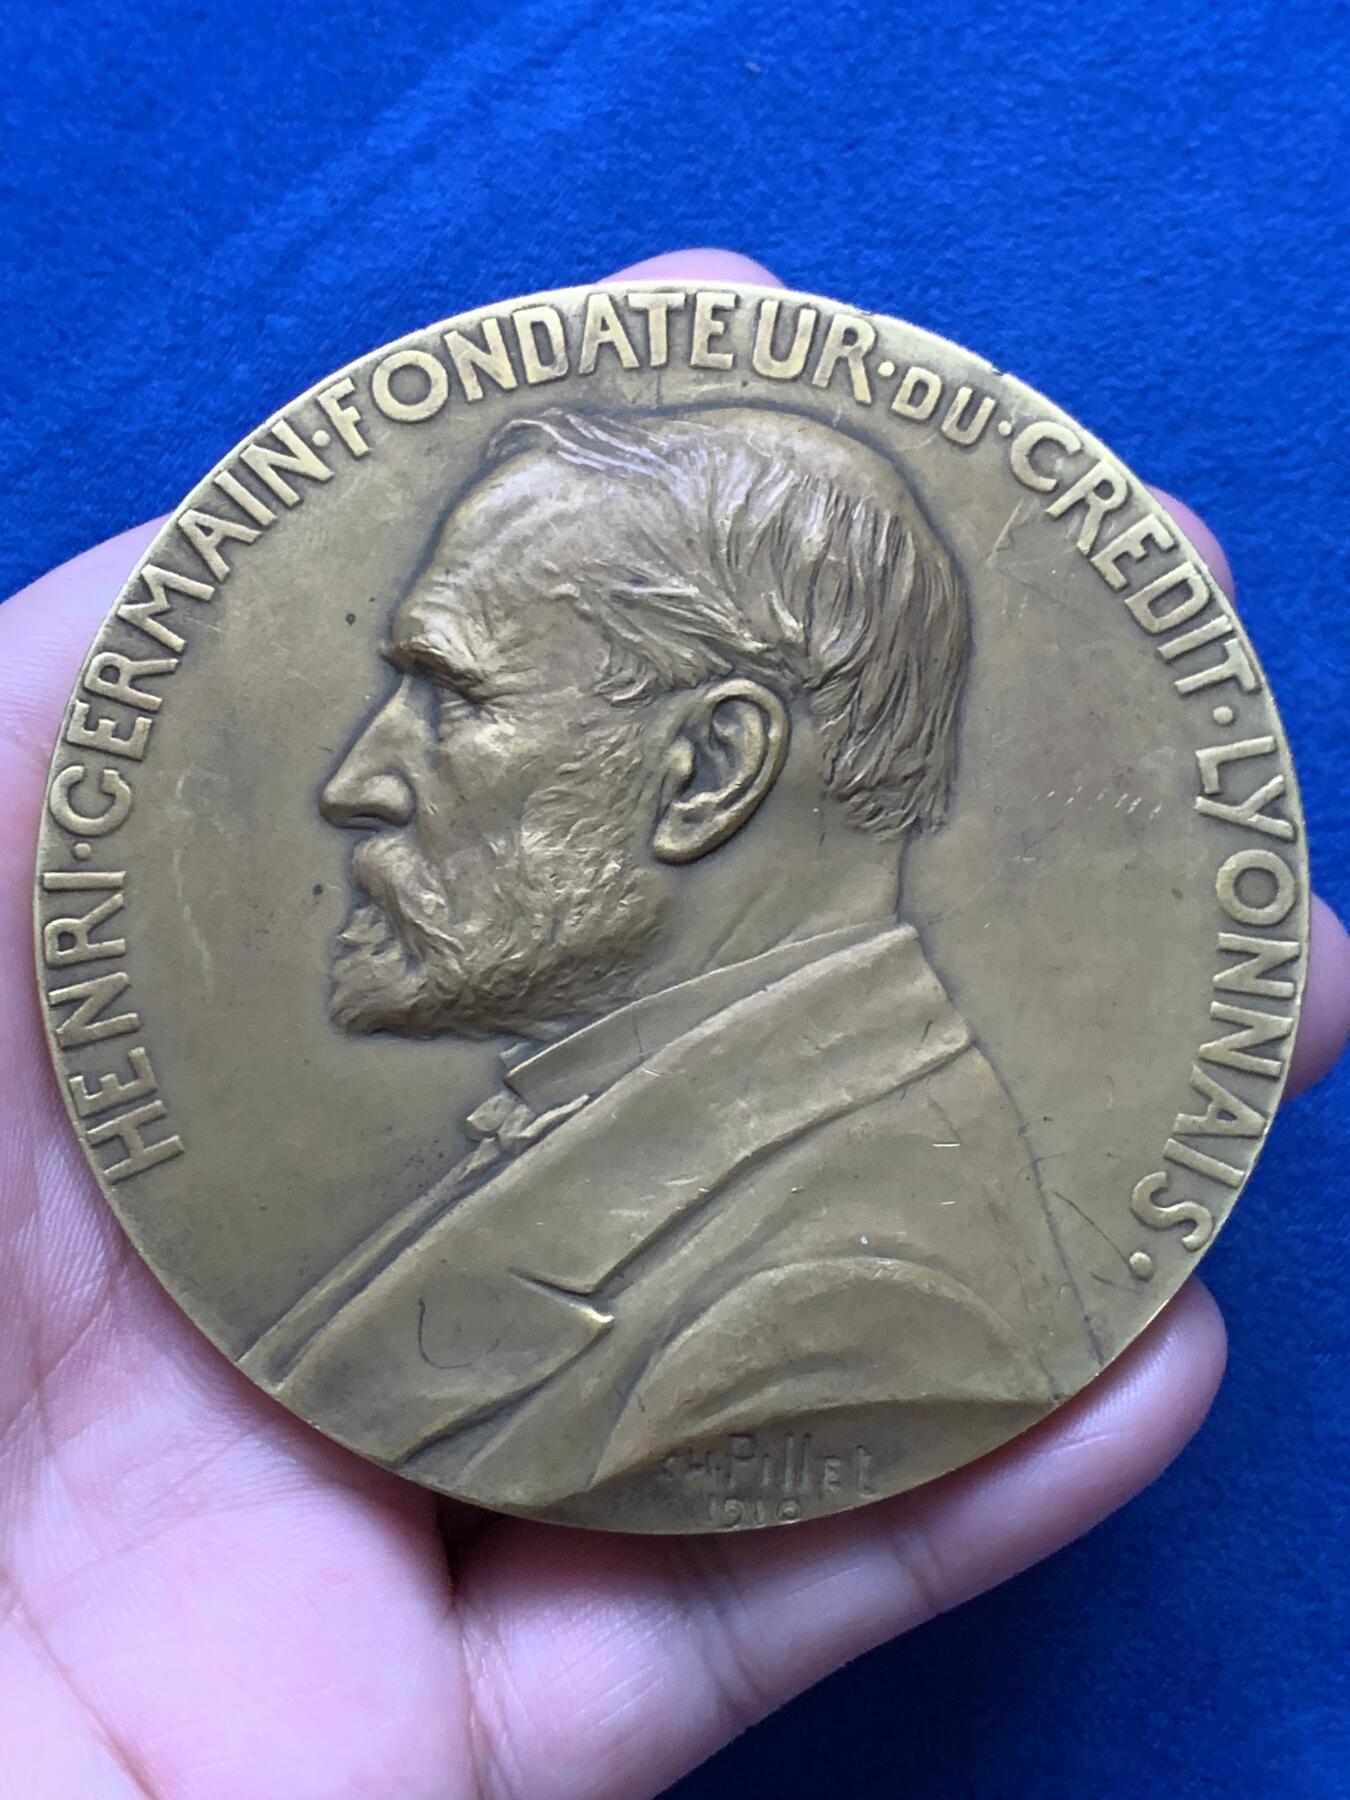 HENRI·GERMAIN·FONDATEUR·DU·CREDIT·LYONNAIS·
CH·Pillet
1910